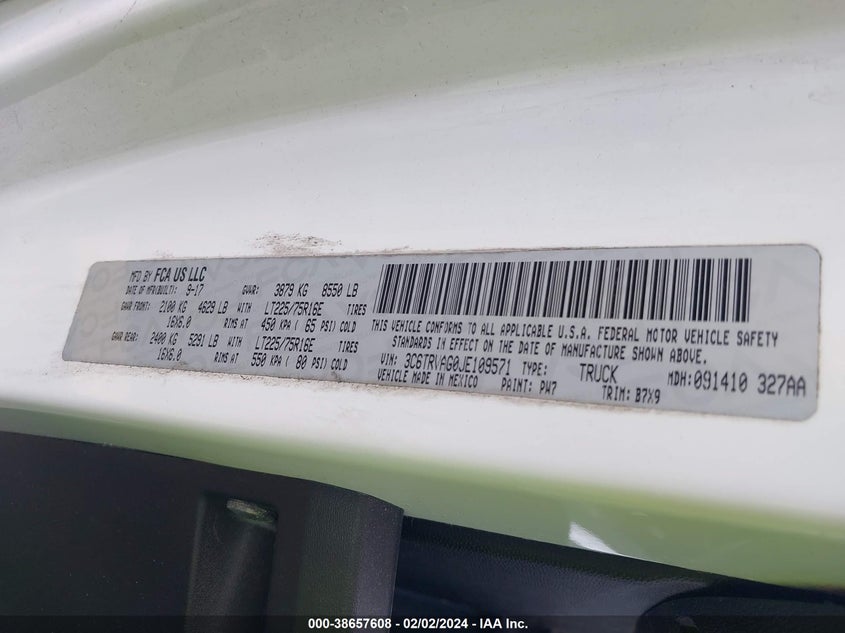 MFD BY FCA US LLC
DATE OF MFR(BUILT): 9-17 GVWR: 3879 KG 8550 LB
GAWR FRONT: 2100 KG 4629 LB WITH LT225/75R16E TIRES
16X6.0 RIMS AT 450 KPA ( 65 PSI) COLD
GAWR REAR: 2400 KG 5291 LB WITH LT225/75R16E TIRES
16X6.0 RIMS AT 550 KPA ( 80 PSI) COLD
THIS VEHICLE CONFORMS TO ALL APPLICABLE U.S.A. FEDERAL MOTOR VEHICLE SAFETY
STANDARDS IN EFFECT ON THE DATE OF MANUFACTURE SHOWN ABOVE.
VIN: 3C6TRVAG0JE109571 TYPE: TRUCK MDH:091410 327AA
VEHICLE MADE IN MEXICO PAINT: PW7 TRIM: B7X9
000-38657608 - 02/02/2024 - IAA Inc.